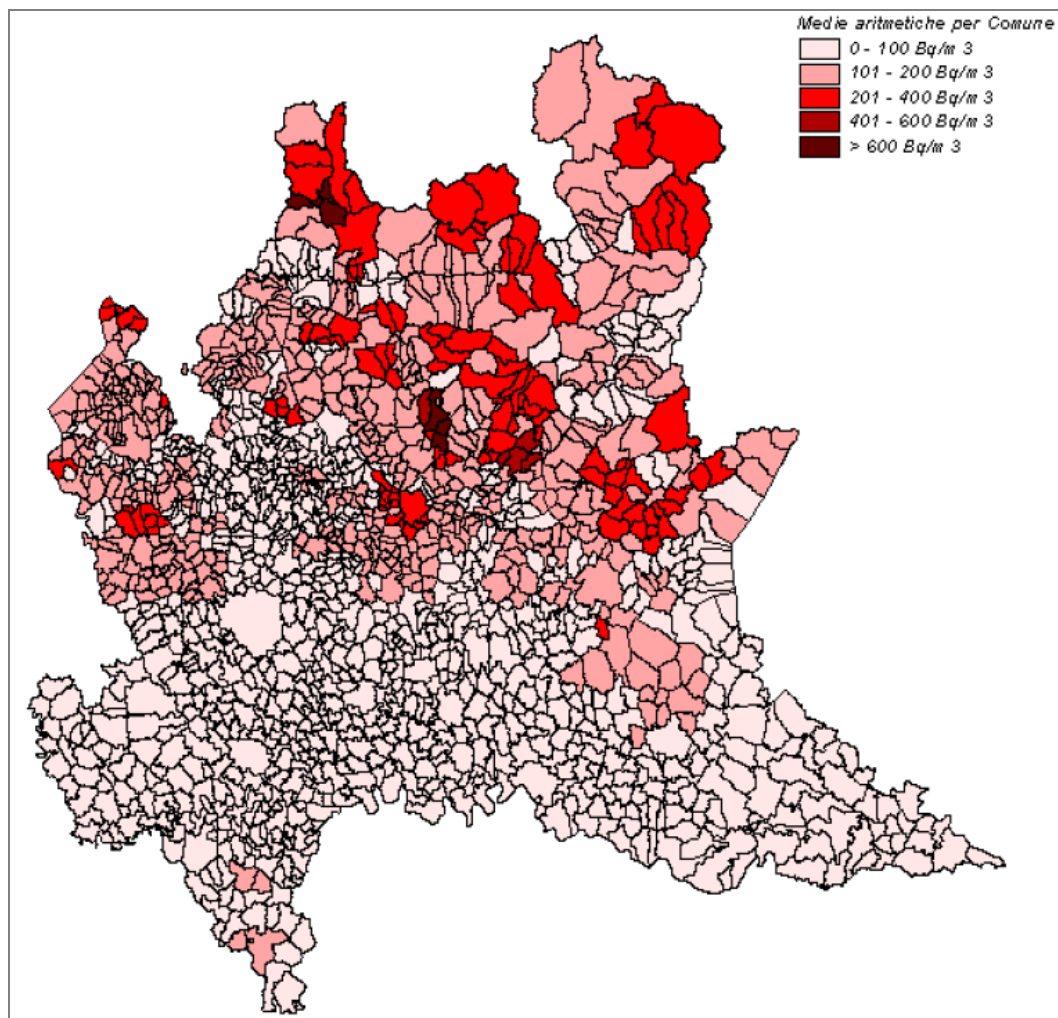 Medie aritmetiche per Comune
0 - 100 Bq/m 3
101 - 200 Bq/m 3
201 - 400 Bq/m 3
401 - 600 Bq/m 3
> 600 Bq/m 3